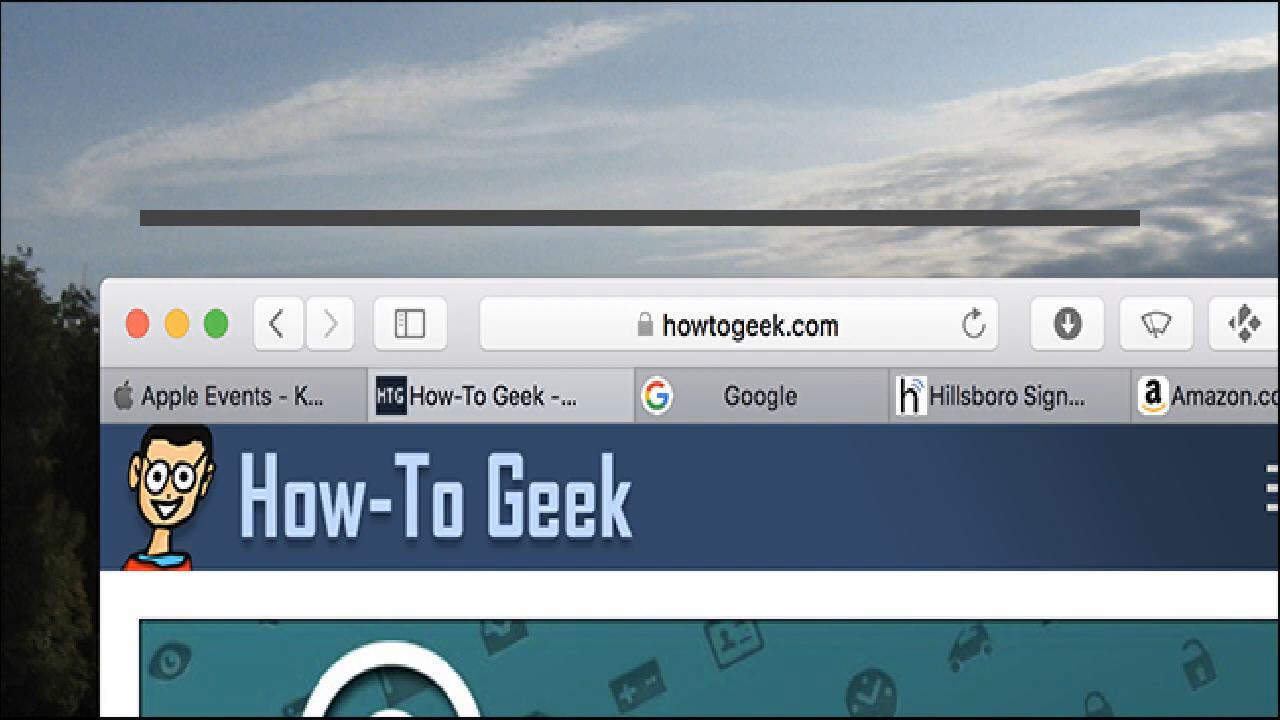 howtogeek.com
Apple Events - K...
HTG How-To Geek -...
Google
h Hillsboro Sign...
a Amazon.co
How-To Geek